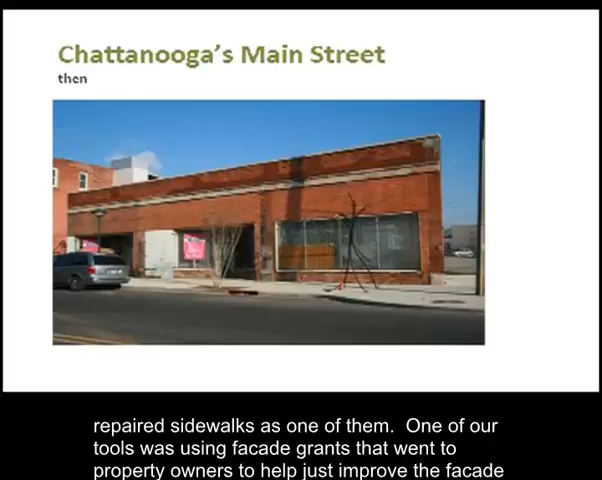 Chattanooga's Main Street
then
repaired sidewalks as one of them.  One of our
tools was using facade grants that went to
property owners to help just improve the facade